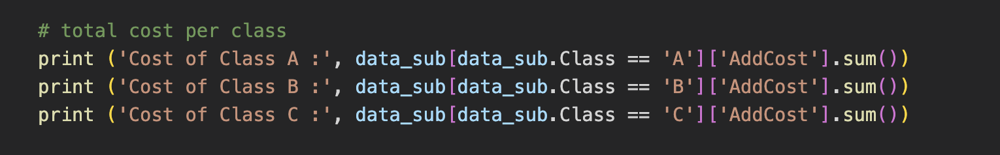 # total cost per class
print ('Cost of Class A :', data_sub[data_sub.Class == 'A']['AddCost'].sum())
print ('Cost of Class B :', data_sub[data_sub.Class == 'B']['AddCost'].sum())
print ('Cost of Class C :', data_sub[data_sub.Class == 'C']['AddCost'].sum())